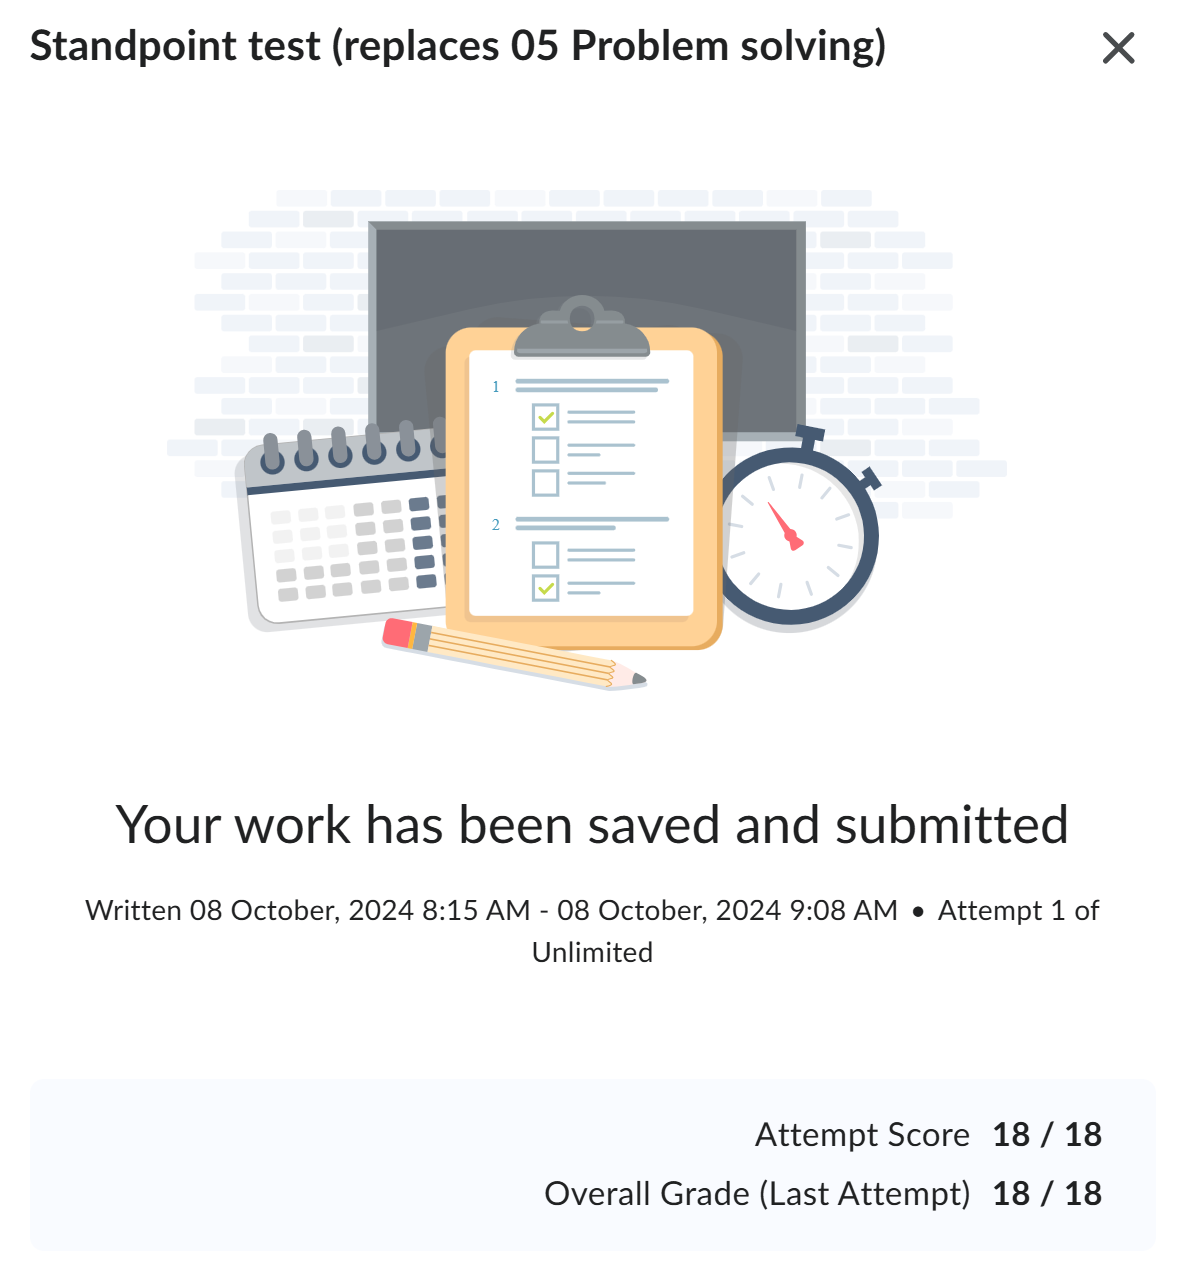 Standpoint test (replaces 05 Problem solving)
1
2
Your work has been saved and submitted
Written 08 October, 2024 8:15 AM - 08 October, 2024 9:08 AM • Attempt 1 of
Unlimited
Attempt Score 18 / 18
Overall Grade (Last Attempt) 18 / 18